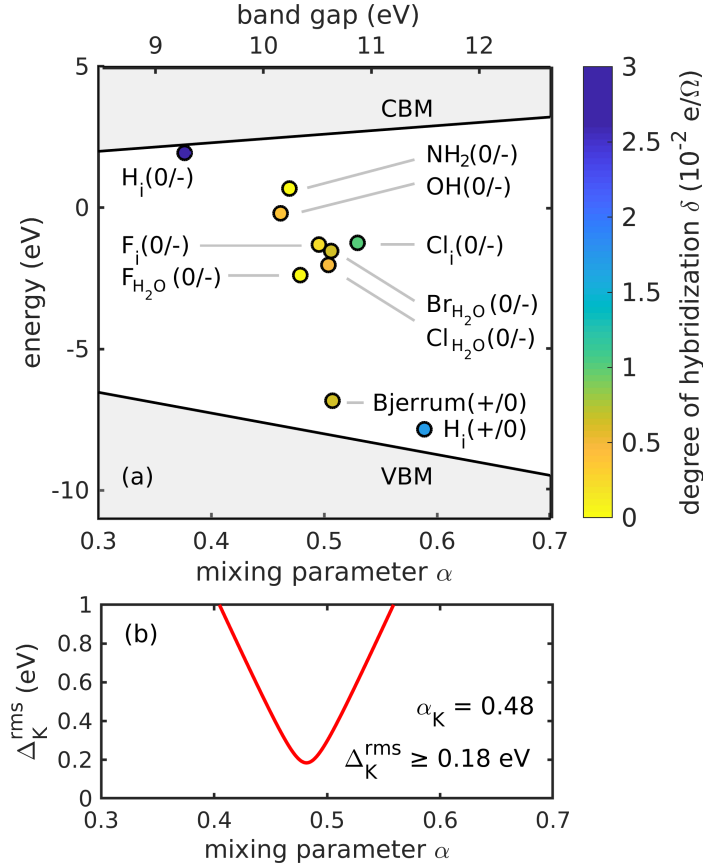 band gap (eV)
9 10 11 12
5
0
-5
-10
energy (eV)
CBM
H_i(0/-)
NH₂(0/-)
OH(0/-)
F_i(0/-)
Cl_i(0/-)
F_H₂O (0/-)
Br_H₂O (0/-)
Cl_H₂O (0/-)
Bjerrum(+/0)
H_i(+/0)
(a)
VBM
0.3 0.4 0.5 0.6 0.7
mixing parameter α
3
2.5
2
1.5
1
0.5
0
degree of hybridization δ (10⁻² e/Ω)
1
0.8
0.6
0.4
0.2
0
Δ_K^rms (eV)
(b)
α_K = 0.48
Δ_K^rms ≥ 0.18 eV
0.3 0.4 0.5 0.6 0.7
mixing parameter α